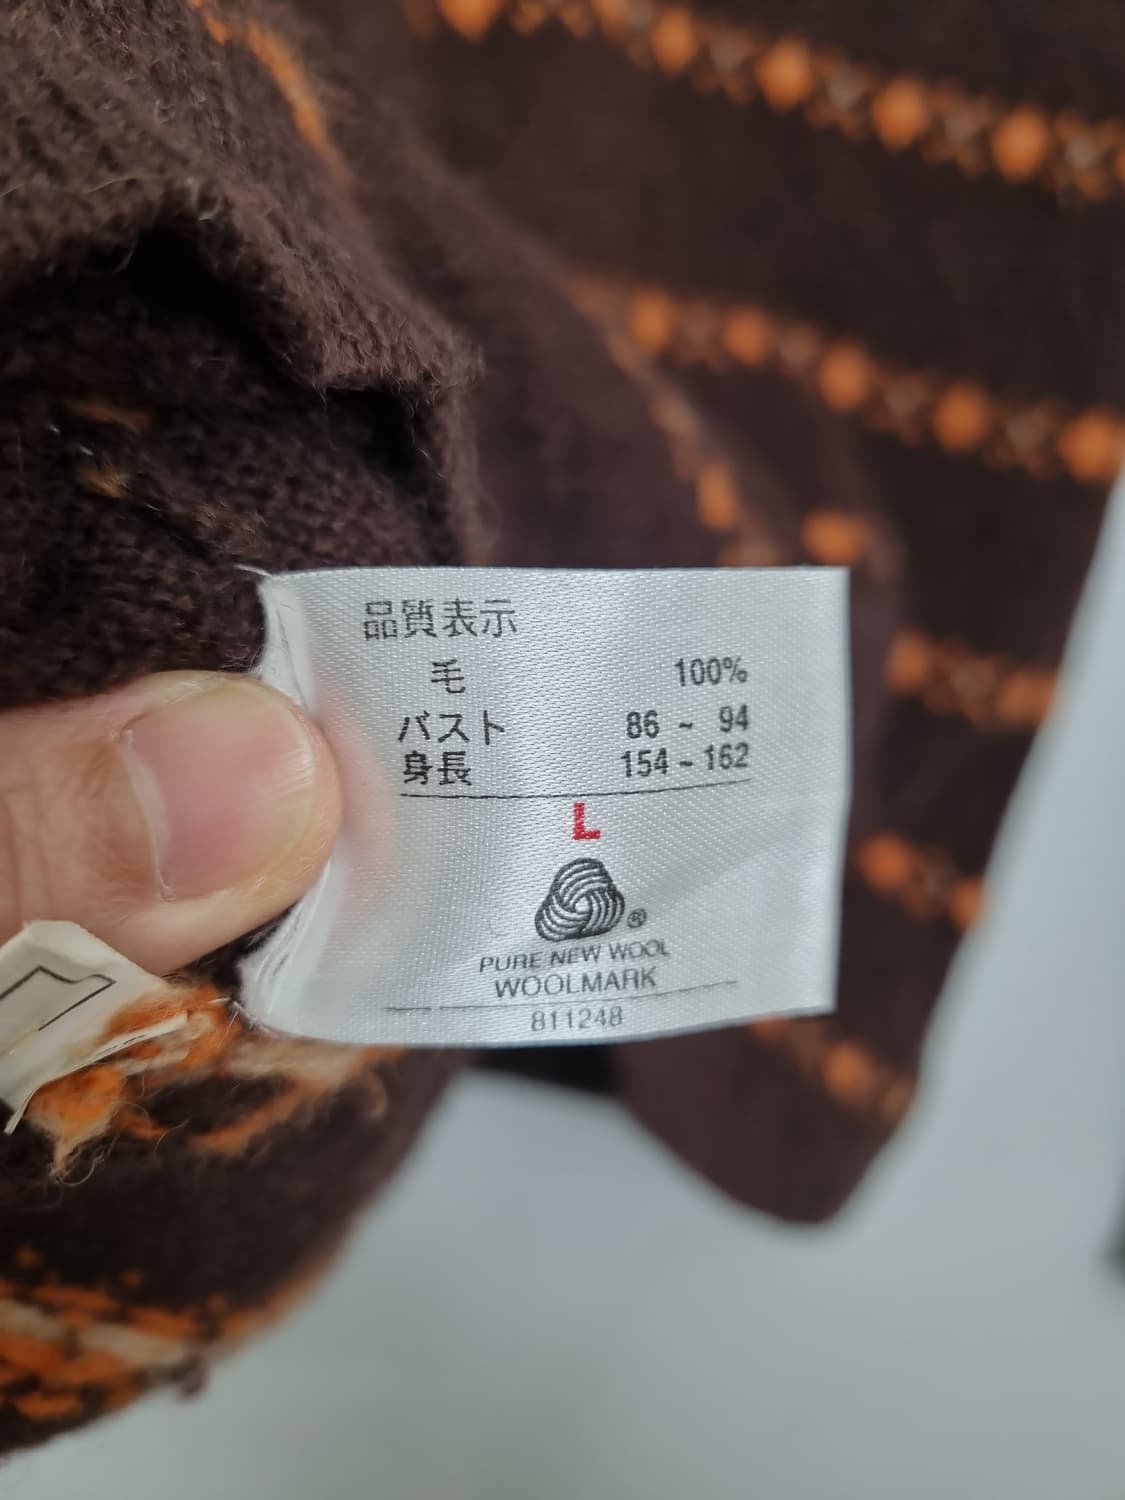 品質表示
毛 100%
バスト 86 ~ 94
身長 154 ~ 162
L
®
PURE NEW WOOL
WOOLMARK
811248